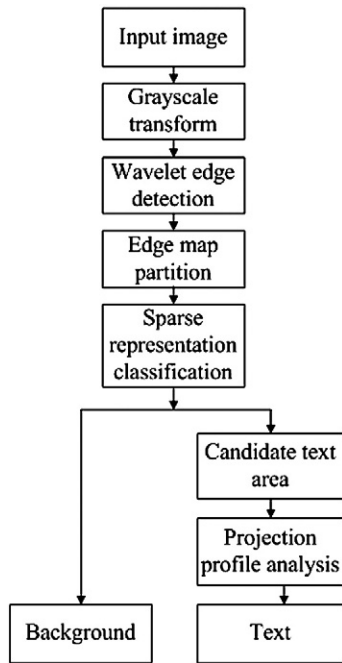 Input image
Grayscale
transform
Wavelet edge
detection
Edge map
partition
Sparse
representation
classification
Candidate text
area
Projection
profile analysis
Background
Text